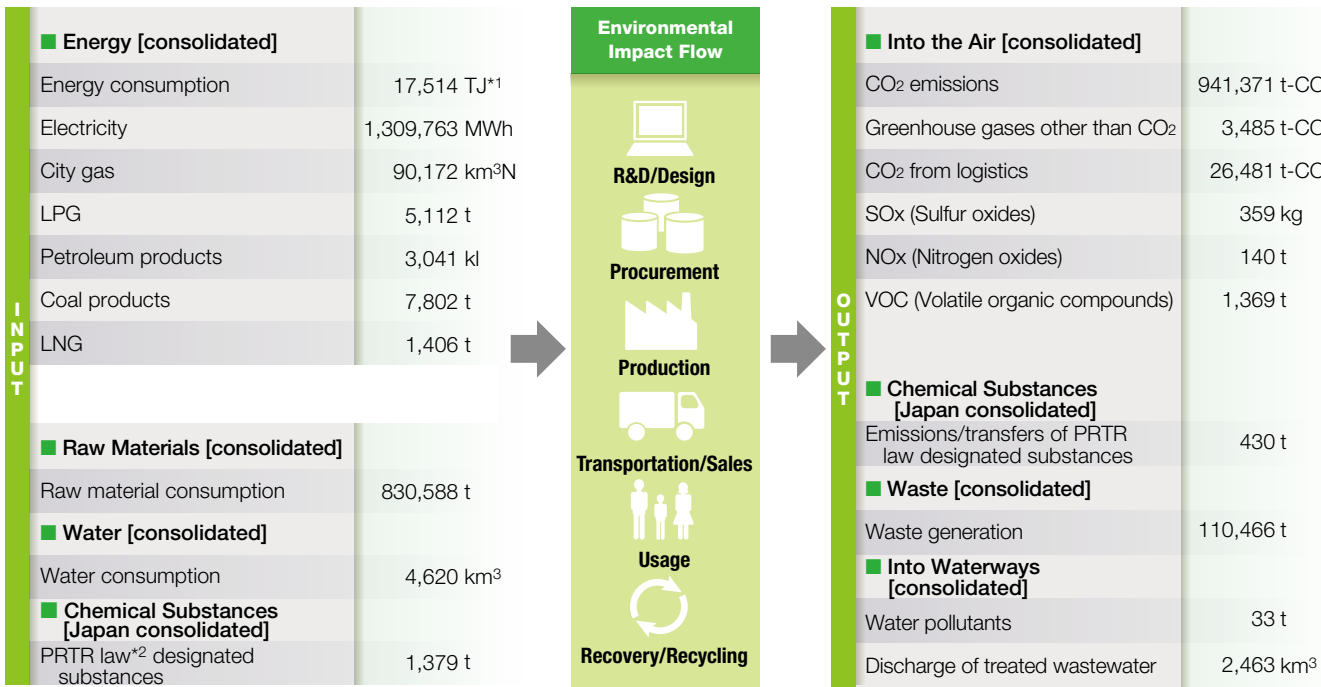 INPUT
■ Energy [consolidated]
Energy consumption 17,514 TJ*1
Electricity 1,309,763 MWh
City gas 90,172 km³N
LPG 5,112 t
Petroleum products 3,041 kl
Coal products 7,802 t
LNG 1,406 t
■ Raw Materials [consolidated]
Raw material consumption 830,588 t
■ Water [consolidated]
Water consumption 4,620 km³
■ Chemical Substances
[Japan consolidated]
PRTR law*2 designated
substances 1,379 t
Environmental
Impact Flow
R&D/Design
Procurement
Production
Transportation/Sales
Usage
Recovery/Recycling
OUTPUT
■ Into the Air [consolidated]
CO2 emissions 941,371 t-CO
Greenhouse gases other than CO2 3,485 t-CO
CO2 from logistics 26,481 t-CO
SOx (Sulfur oxides) 359 kg
NOx (Nitrogen oxides) 140 t
VOC (Volatile organic compounds) 1,369 t
■ Chemical Substances
[Japan consolidated]
Emissions/transfers of PRTR
law designated substances 430 t
■ Waste [consolidated]
Waste generation 110,466 t
■ Into Waterways
[consolidated]
Water pollutants 33 t
Discharge of treated wastewater 2,463 km³